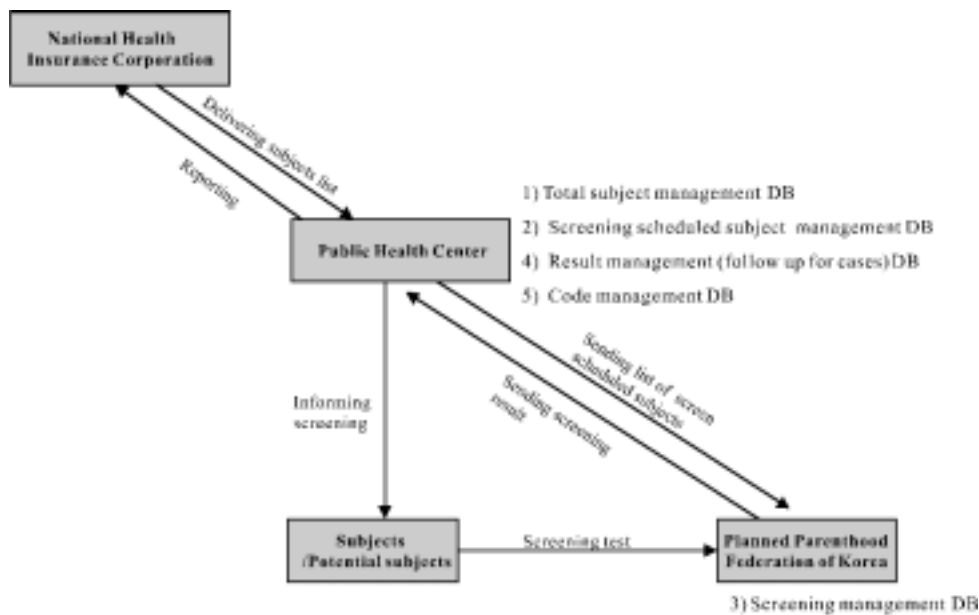 National Health
Insurance Corporation
Delivering subjects list
Reporting
Public Health Center
1) Total subject management DB
2) Screening scheduled subject management DB
4) Result management (follow up for cases) DB
5) Code management DB
Informing
screening
Sending list of screen
scheduled subjects
Sending screening
result
Subjects
/Potential subjects
Screening test
Planned Parenthood
Federation of Korea
3) Screening management DB